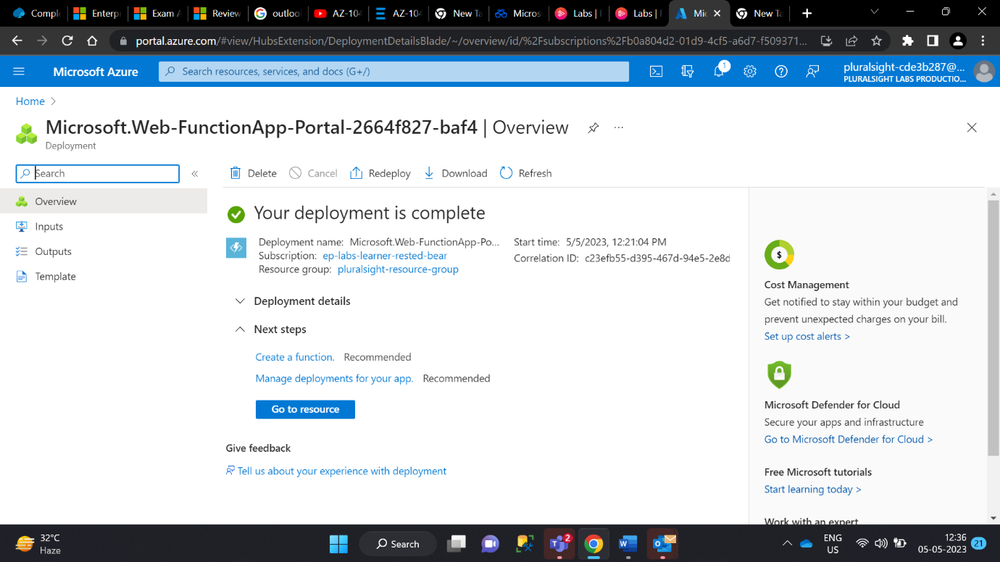 Comple
Enterp
Exam A
Review
outloo
AZ-104
AZ-104
New Ta
Micros
Labs | P
Labs | P
Mic
New Ta
portal.azure.com/#view/HubsExtension/DeploymentDetailsBlade/~/overview/id/%2Fsubscriptions%2Fb0a804d2-01d9-4cf5-a6d7-f509371...
Microsoft Azure
Search resources, services, and docs (G+/)
1
pluralsight-cde3b287@...
PLURALSIGHT LABS PRODUCTIO...
Home >
Microsoft.Web-FunctionApp-Portal-2664f827-baf4 | Overview
Deployment
Search
Overview
Inputs
Outputs
Template
Delete
Cancel
Redeploy
Download
Refresh
Your deployment is complete
Deployment name: Microsoft.Web-FunctionApp-Po...
Subscription: ep-labs-learner-rested-bear
Resource group: pluralsight-resource-group
Start time: 5/5/2023, 12:21:04 PM
Correlation ID: c23efb55-d395-467d-94e5-2e8d
Deployment details
Next steps
Create a function. Recommended
Manage deployments for your app. Recommended
Go to resource
Give feedback
Tell us about your experience with deployment
$
Cost Management
Get notified to stay within your budget and
prevent unexpected charges on your bill.
Set up cost alerts >
Microsoft Defender for Cloud
Secure your apps and infrastructure
Go to Microsoft Defender for Cloud >
Free Microsoft tutorials
Start learning today >
Work with an expert
32°C
Haze
Search
2
ENG
US
12:36
05-05-2023
21